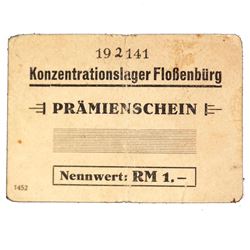 192141
Konzentrationslager Floßenbürg
PRÄMIENSCHEIN
Nennwert: RM 1.–
1452